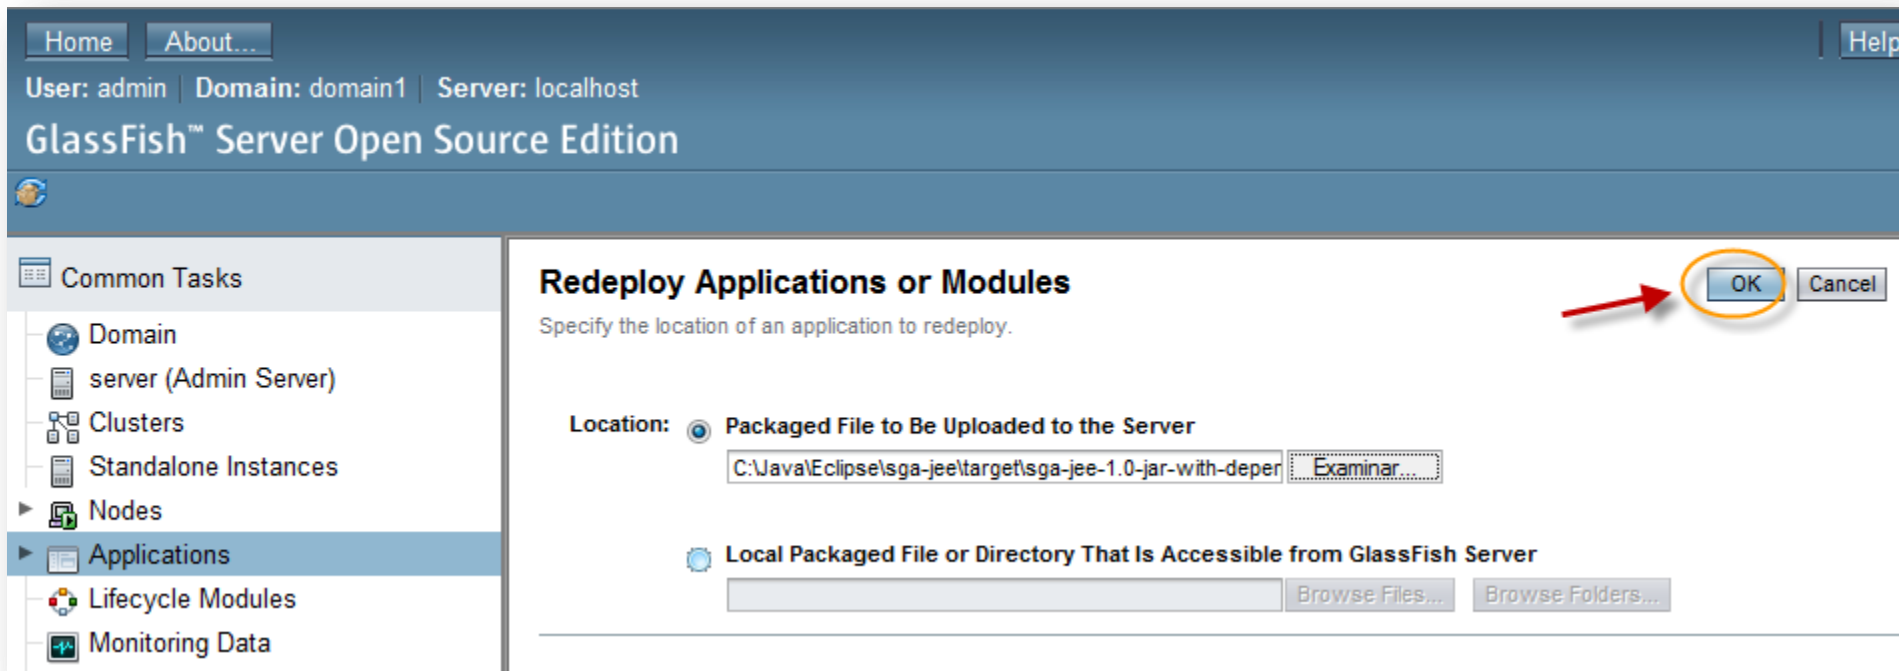 Home About... Help
User: admin Domain: domain1 Server: localhost
GlassFish™ Server Open Source Edition
Common Tasks
Domain
server (Admin Server)
Clusters
Standalone Instances
Nodes
Applications
Lifecycle Modules
Monitoring Data
Redeploy Applications or Modules
OK Cancel
Specify the location of an application to redeploy.
Location: Packaged File to Be Uploaded to the Server
C:\Java\Eclipse\sga-jee\target\sga-jee-1.0-jar-with-deper Examinar...
Local Packaged File or Directory That Is Accessible from GlassFish Server
Browse Files... Browse Folders...